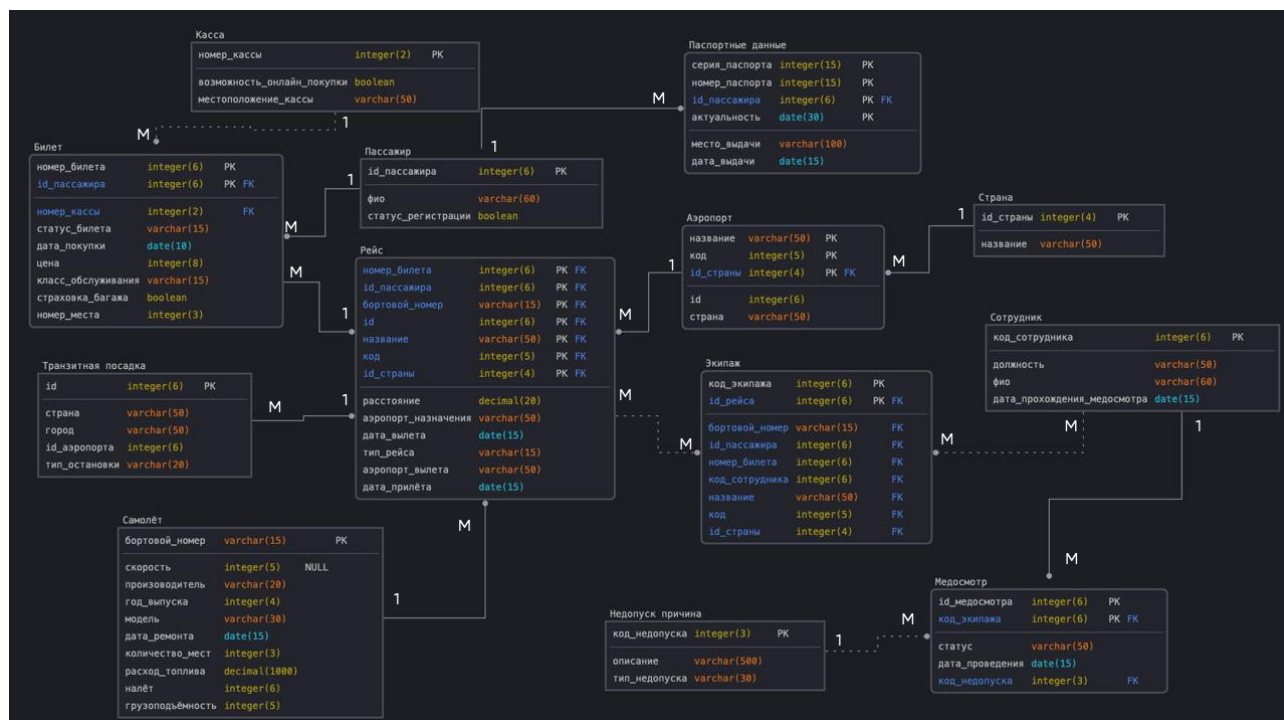 Касса
номер_кассы integer(2) PK
возможность_онлайн_покупки boolean
местоположение_кассы varchar(50)
1
M
Паспортные данные
серия_паспорта integer(15) PK
номер_паспорта integer(15) PK
id_пассажира integer(6) PK FK
актуальность date(30) PK
место_выдачи varchar(100)
дата_выдачи date(15)
M
1
Билет
номер_билета integer(6) PK
id_пассажира integer(6) PK FK
номер_кассы integer(2) FK
статус_билета varchar(15)
дата_покупки date(10)
цена integer(8)
класс_обслуживания varchar(15)
страховка_багажа boolean
номер_места integer(3)
Пассажир
id_пассажира integer(6) PK
фио varchar(60)
статус_регистрации boolean
1
M
M
1
Страна
id_страны integer(4) PK
название varchar(50)
1
M
Аэропорт
название varchar(50) PK
код integer(5) PK
id_страны integer(4) PK FK
id integer(6)
страна varchar(50)
1
M
Рейс
номер_билета integer(6) PK FK
id_пассажира integer(6) PK FK
бортовой_номер varchar(15) PK FK
id integer(6) PK FK
название varchar(50) PK FK
код integer(5) PK FK
id_страны integer(4) PK FK
расстояние decimal(20)
аэропорт_назначения varchar(50)
дата_вылета date(15)
тип_рейса varchar(15)
аэропорт_вылета varchar(50)
дата_прилёта date(15)
Сотрудник
код_сотрудника integer(6) PK
должность varchar(50)
фио varchar(60)
дата_прохождения_медосмотра date(15)
M
1
Экипаж
код_экипажа integer(6) PK
id_рейса integer(6) PK FK
бортовой_номер varchar(15) FK
id_пассажира integer(6) FK
номер_билета integer(6) FK
код_сотрудника integer(6) FK
название varchar(50) FK
код integer(5) FK
id_страны integer(4) FK
M
M
M
Транзитная посадка
id integer(6) PK
страна varchar(50)
город varchar(50)
id_аэропорта integer(6)
тип_остановки varchar(20)
M
1
Самолёт
бортовой_номер varchar(15) PK
скорость integer(5) NULL
произоводитель varchar(20)
год_выпуска integer(4)
модель varchar(30)
дата_ремонта date(15)
количество_мест integer(3)
расход_топлива decimal(1000)
налёт integer(6)
грузоподъёмность integer(5)
M
1
Недопуск причина
код_недопуска integer(3) PK
описание varchar(500)
тип_недопуска varchar(30)
1
M
Медосмотр
id_медосмотра integer(6) PK
код_экипажа integer(6) PK FK
статус varchar(50)
дата_проведения date(15)
код_недопуска integer(3) FK